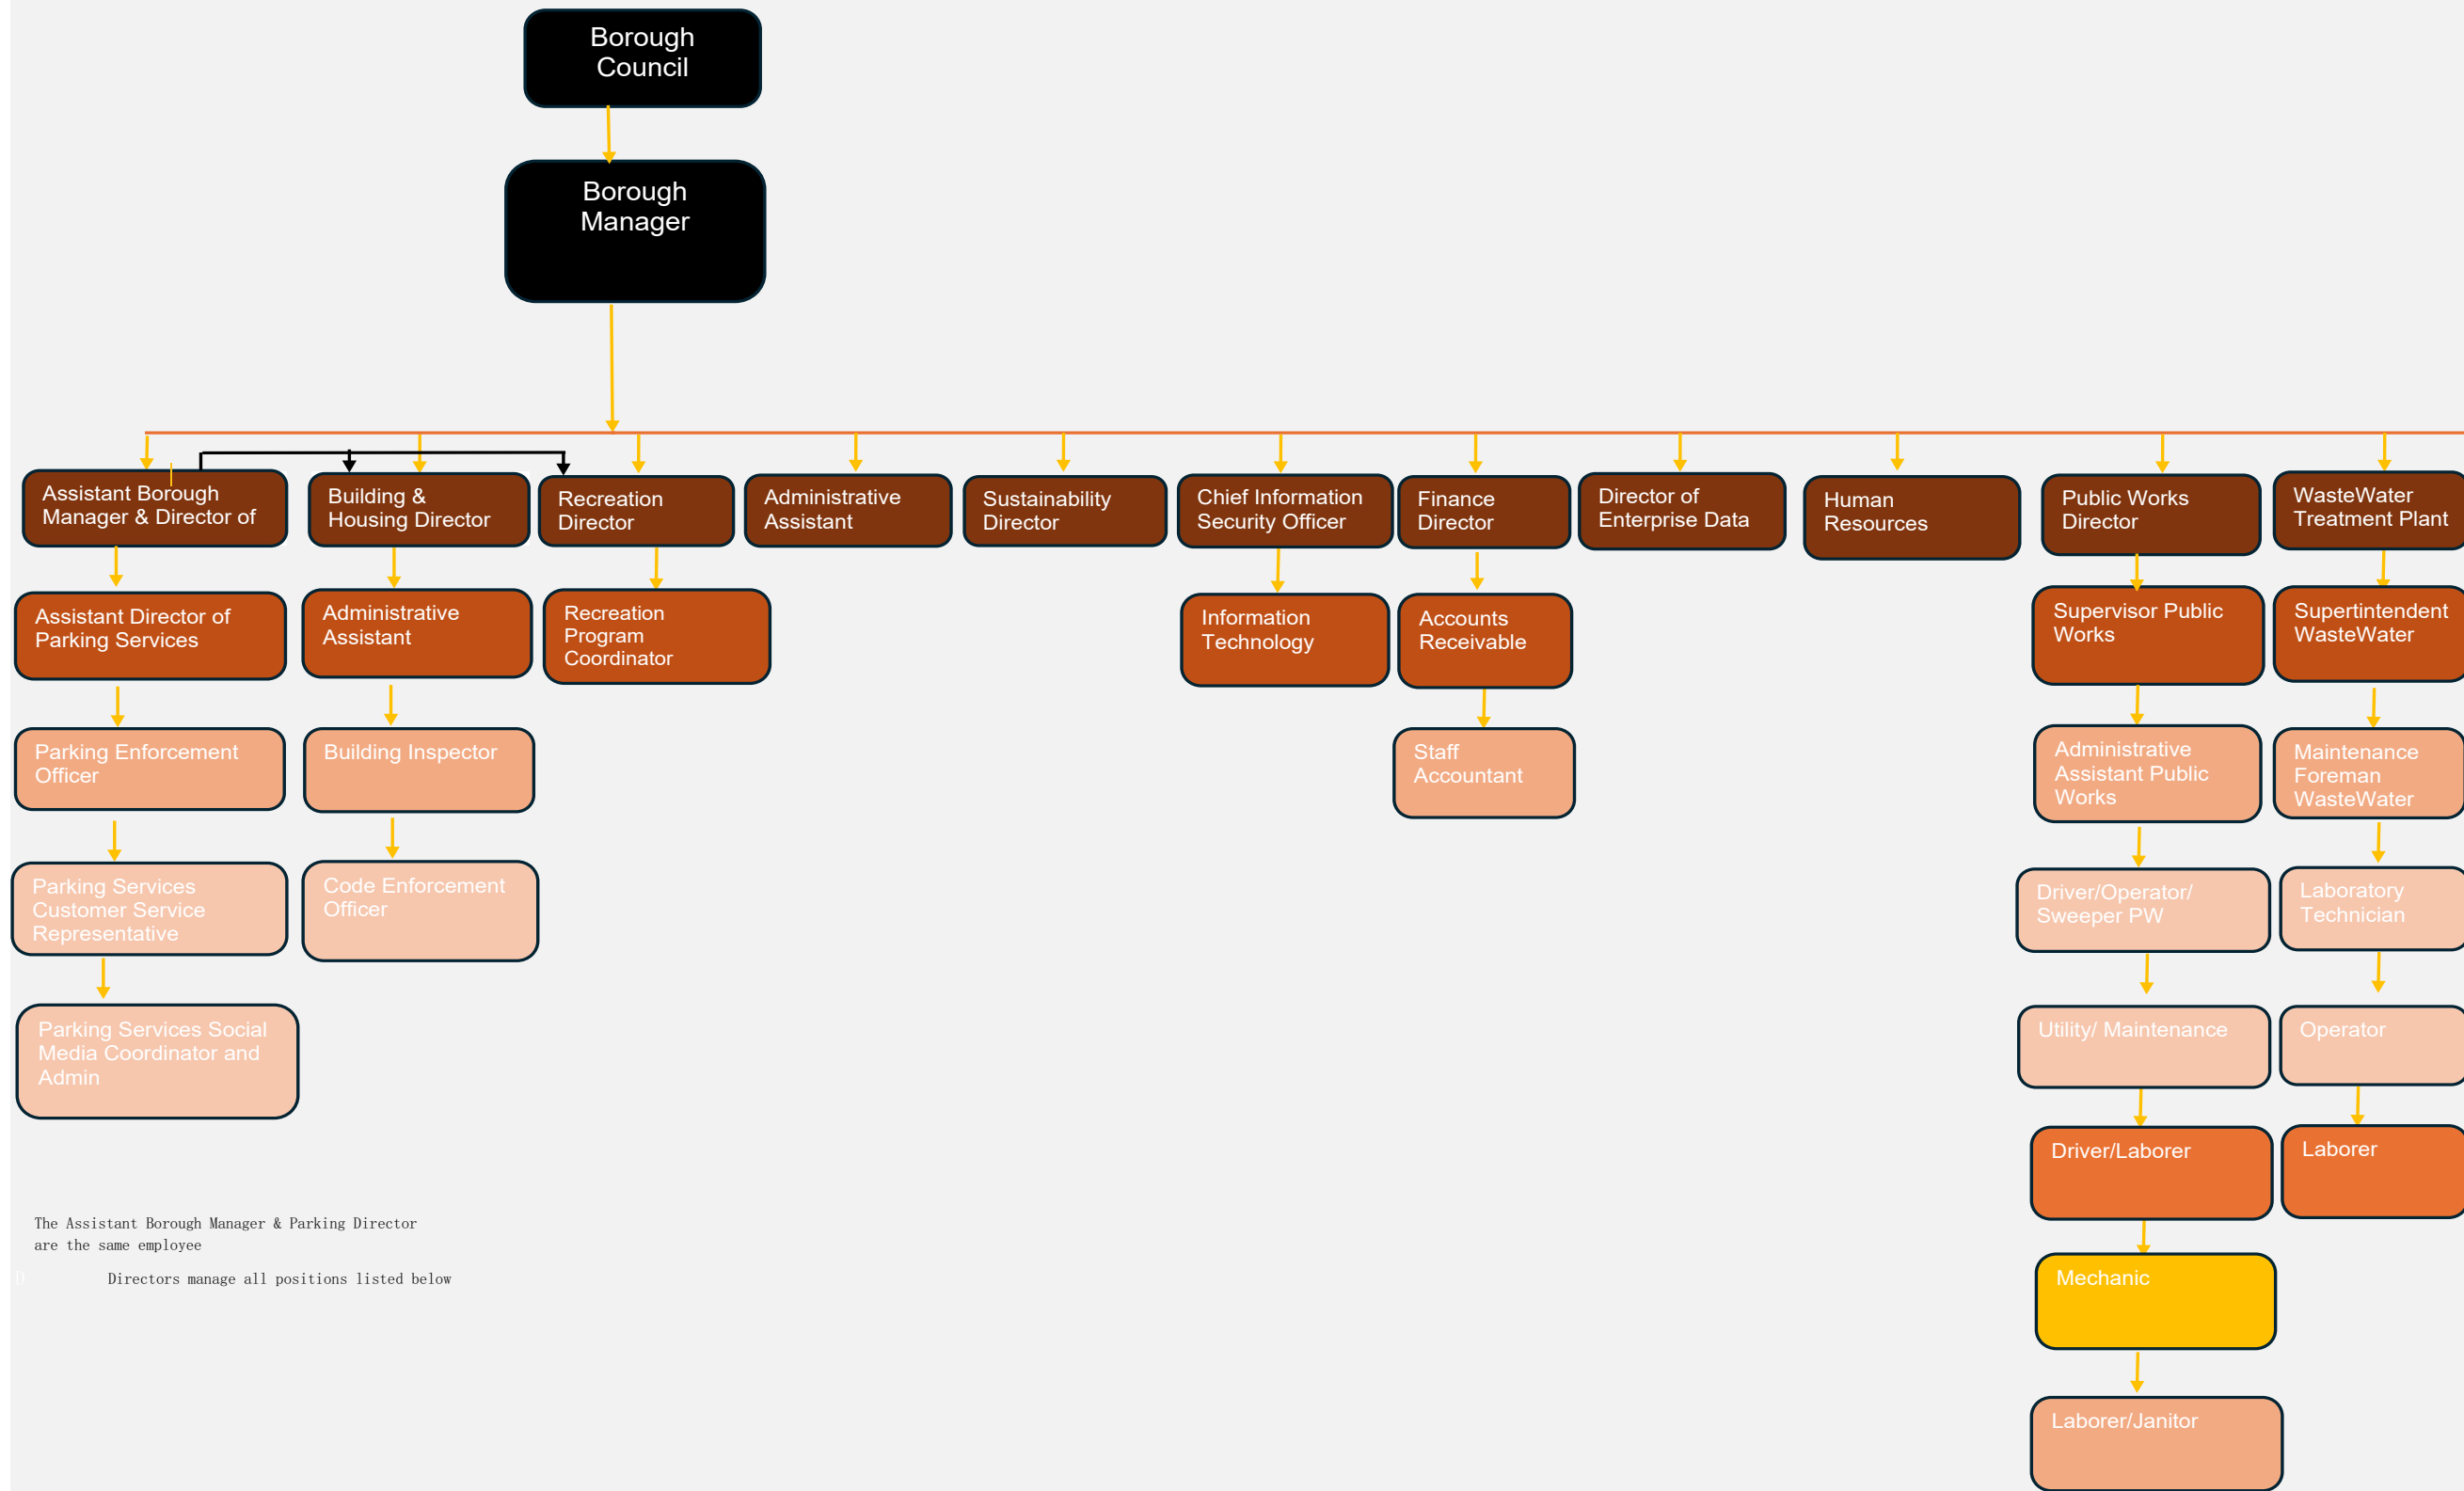 Borough
Council
Borough
Manager
Assistant Borough
Manager & Director of
Building &
Housing Director
Recreation
Director
Administrative
Assistant
Sustainability
Director
Chief Information
Security Officer
Finance
Director
Director of
Enterprise Data
Human
Resources
Public Works
Director
WasteWater
Treatment Plant
Assistant Director of
Parking Services
Administrative
Assistant
Recreation
Program
Coordinator
Information
Technology
Accounts
Receivable
Supervisor Public
Works
Supertintendent
WasteWater
Parking Enforcement
Officer
Building Inspector
Staff
Accountant
Administrative
Assistant Public
Works
Maintenance
Foreman
WasteWater
Parking Services
Customer Service
Representative
Code Enforcement
Officer
Driver/Operator/
Sweeper PW
Laboratory
Technician
Parking Services Social
Media Coordinator and
Admin
Utility/ Maintenance
Operator
Driver/Laborer
Laborer
The Assistant Borough Manager & Parking Director
are the same employee
D Directors manage all positions listed below
Mechanic
Laborer/Janitor